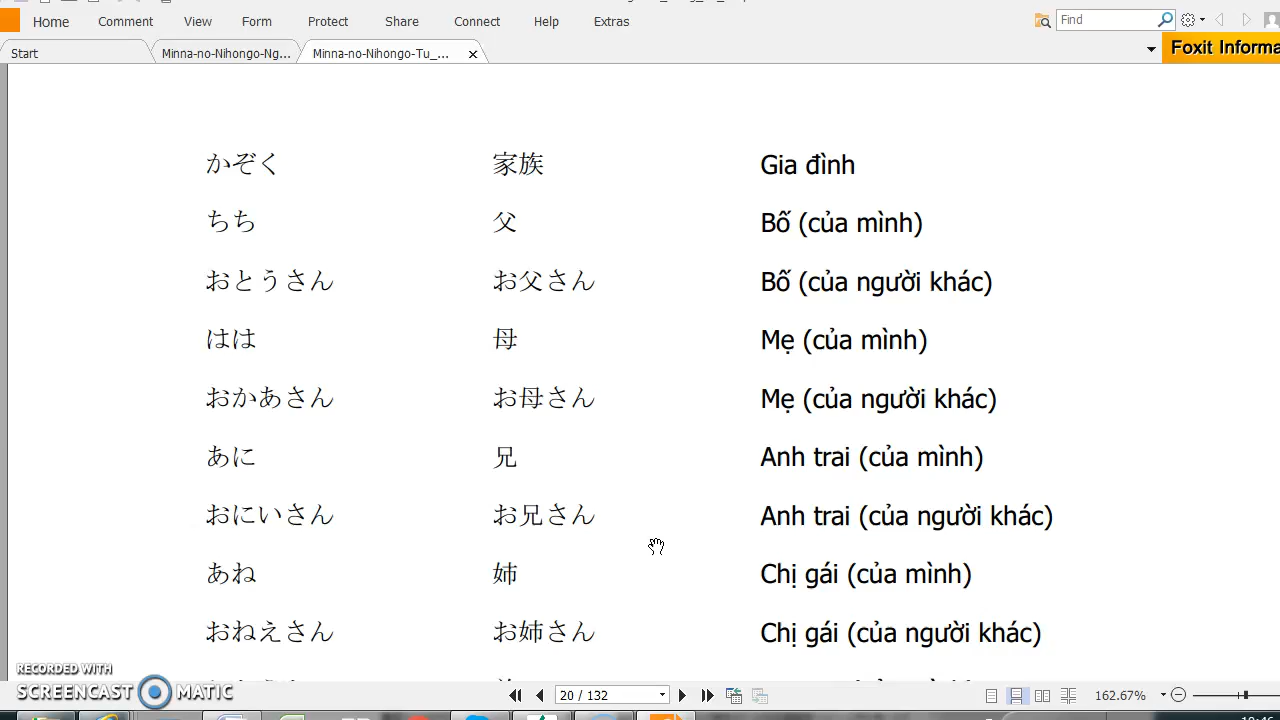 Home Comment View Form Protect Share Connect Help Extras Find
Start Minna-no-Nihongo-Ng... Minna-no-Nihongo-Tu_... Foxit Informa
かぞく 家族 Gia đình
ちち 父 Bố (của mình)
おとうさん お父さん Bố (của người khác)
はは 母 Mẹ (của mình)
おかあさん お母さん Mẹ (của người khác)
あに 兄 Anh trai (của mình)
おにいさん お兄さん Anh trai (của người khác)
あね 姉 Chị gái (của mình)
おねえさん お姉さん Chị gái (của người khác)
RECORDED WITH
SCREENCAST MATIC
20 / 132 162.67%